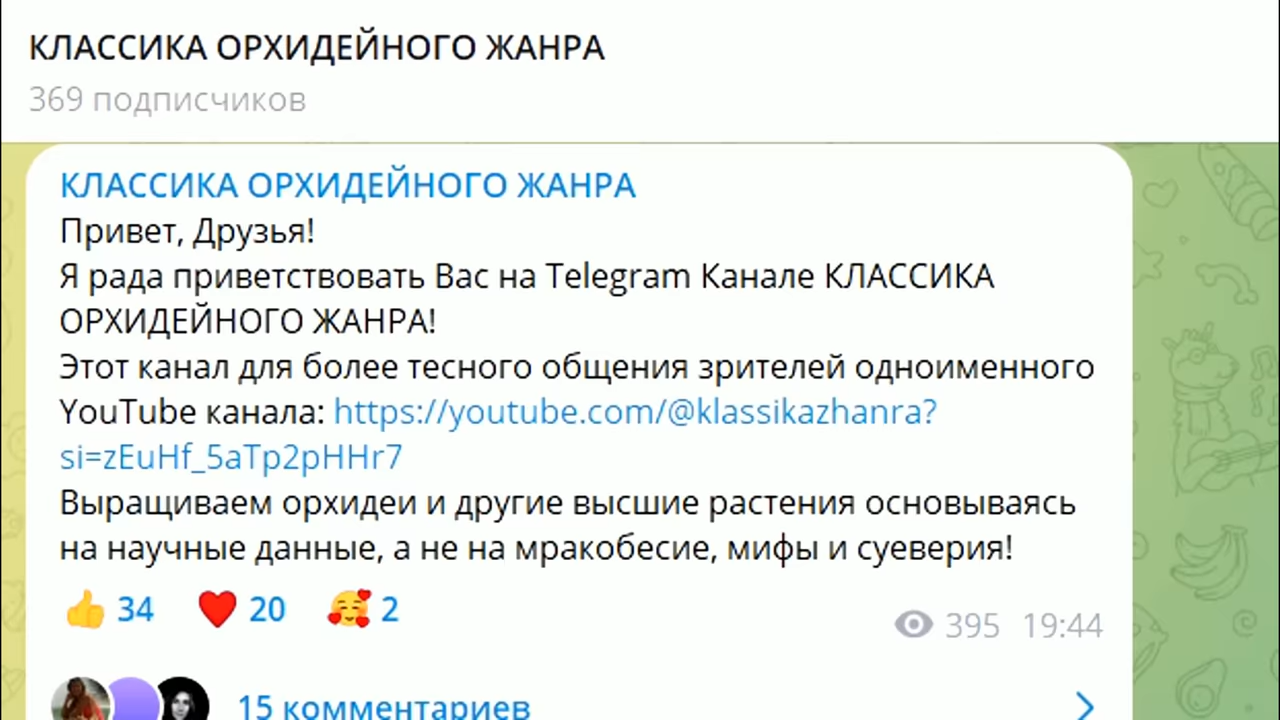 КЛАССИКА ОРХИДЕЙНОГО ЖАНРА
369 подписчиков
КЛАССИКА ОРХИДЕЙНОГО ЖАНРА
Привет, Друзья!
Я рада приветствовать Вас на Telegram Канале КЛАССИКА
ОРХИДЕЙНОГО ЖАНРА!
Этот канал для более тесного общения зрителей одноименного
YouTube канала: https://youtube.com/@klassikazhanra?
si=zEuHf_5aTp2pHHr7
Выращиваем орхидеи и другие высшие растения основываясь
на научные данные, а не на мракобесие, мифы и суеверия!
👍 34 ❤️ 20 🥰 2
395 19:44
15 комментариев